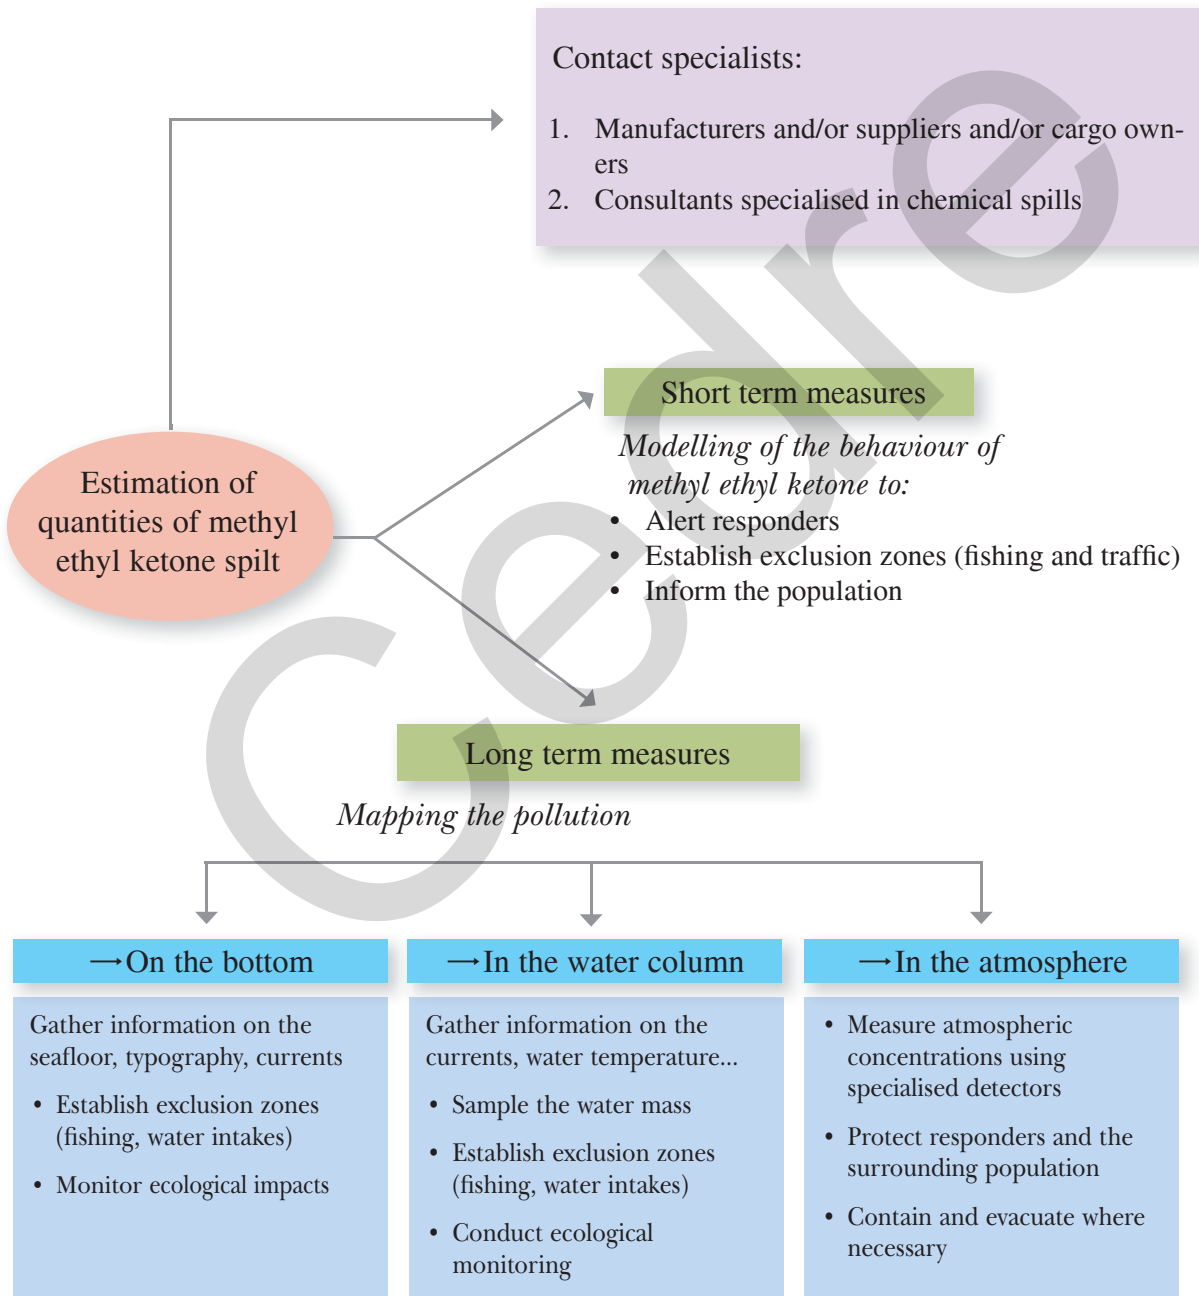 Contact specialists:
1. Manufacturers and/or suppliers and/or cargo own-
ers
2. Consultants specialised in chemical spills
Short term measures
Modelling of the behaviour of
methyl ethyl ketone to:
• Alert responders
• Establish exclusion zones (fishing and traffic)
• Inform the population
Estimation of
quantities of methyl
ethyl ketone spilt
Long term measures
Mapping the pollution
→On the bottom
Gather information on the
seafloor, typography, currents
• Establish exclusion zones
(fishing, water intakes)
• Monitor ecological impacts
→In the water column
Gather information on the
currents, water temperature...
• Sample the water mass
• Establish exclusion zones
(fishing, water intakes)
• Conduct ecological
monitoring
→In the atmosphere
• Measure atmospheric
concentrations using
specialised detectors
• Protect responders and the
surrounding population
• Contain and evacuate where
necessary
Cedre